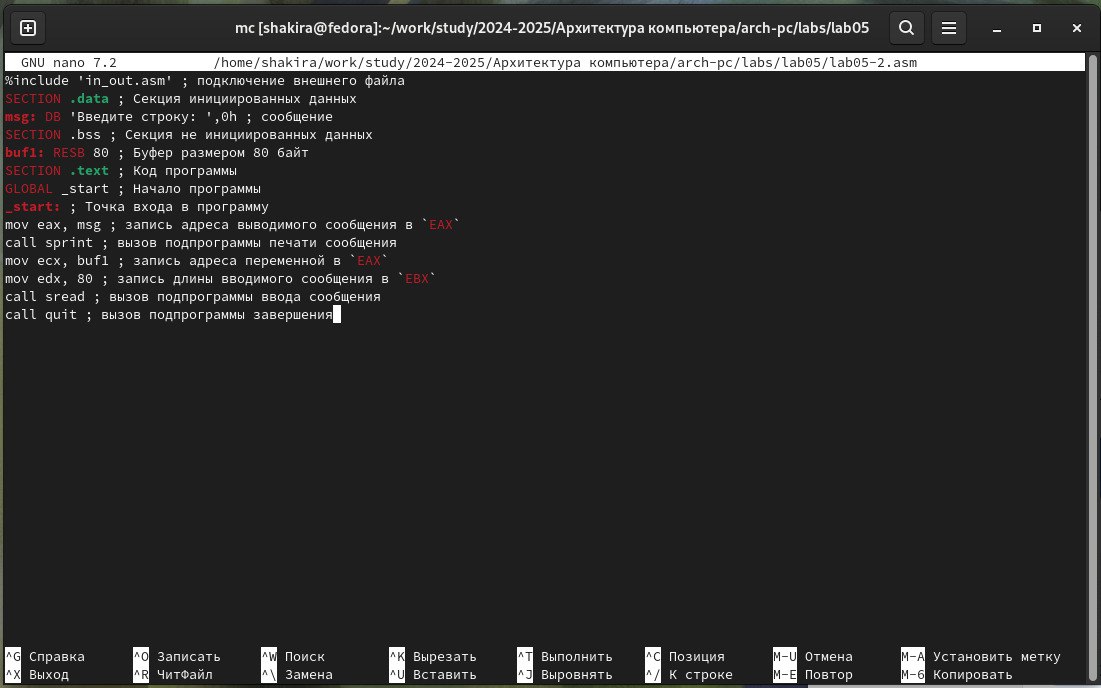 mc [shakira@fedora]:~/work/study/2024-2025/Архитектура компьютера/arch-pc/labs/lab05
GNU nano 7.2 /home/shakira/work/study/2024-2025/Архитектура компьютера/arch-pc/labs/lab05/lab05-2.asm
%include 'in_out.asm' ; подключение внешнего файла
SECTION .data ; Секция инициированных данных
msg: DB 'Введите строку: ',0h ; сообщение
SECTION .bss ; Секция не инициированных данных
buf1: RESB 80 ; Буфер размером 80 байт
SECTION .text ; Код программы
GLOBAL _start ; Начало программы
_start: ; Точка входа в программу
mov eax, msg ; запись адреса выводимого сообщения в `EAX`
call sprint ; вызов подпрограммы печати сообщения
mov ecx, buf1 ; запись адреса переменной в `EAX`
mov edx, 80 ; запись длины вводимого сообщения в `EBX`
call sread ; вызов подпрограммы ввода сообщения
call quit ; вызов подпрограммы завершения
^G Справка ^O Записать ^W Поиск ^K Вырезать ^T Выполнить ^C Позиция M-U Отмена M-A Установить метку
^X Выход ^R ЧитФайл ^\ Замена ^U Вставить ^J Выровнять ^/ К строке M-E Повтор M-6 Копировать